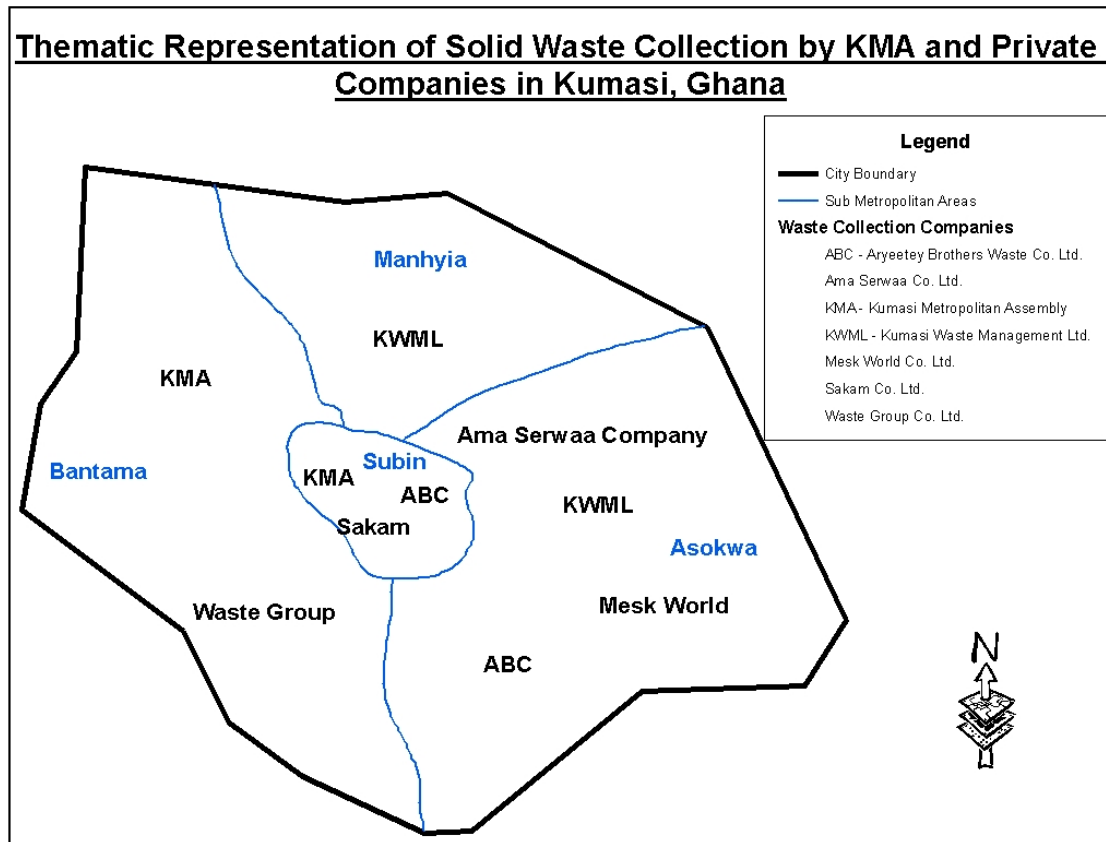 Thematic Representation of Solid Waste Collection by KMA and Private
Companies in Kumasi, Ghana
Legend
City Boundary
Sub Metropolitan Areas
Waste Collection Companies
ABC - Aryeetey Brothers Waste Co. Ltd.
Ama Serwaa Co. Ltd.
KMA- Kumasi Metropolitan Assembly
KWML - Kumasi Waste Management Ltd.
Mesk World Co. Ltd.
Sakam Co. Ltd.
Waste Group Co. Ltd.
Manhyia
KWML
KMA
Ama Serwaa Company
Bantama
Subin
KMA
ABC
Sakam
KWML
Asokwa
Waste Group
Mesk World
ABC
N